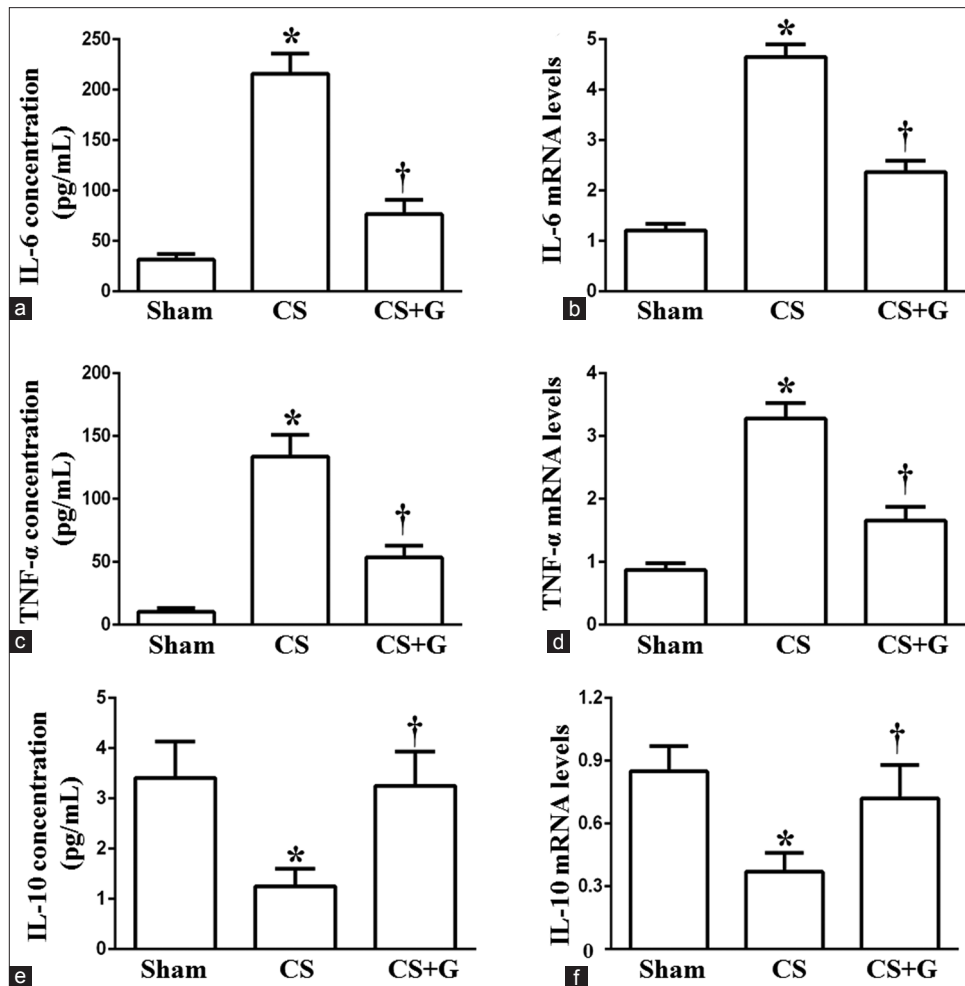 IL-6 concentration
(pg/mL)
250
200
150
100
50
0
*
†
Sham CS CS+G
a
IL-6 mRNA levels
5
4
3
2
1
0
*
†
Sham CS CS+G
b
TNF-α concentration
(pg/mL)
200
150
100
50
0
*
†
Sham CS CS+G
c
TNF-α mRNA levels
4
3
2
1
0
*
†
Sham CS CS+G
d
IL-10 concentration
(pg/mL)
5
4
3
2
1
0
*
†
Sham CS CS+G
e
IL-10 mRNA levels
1.2
0.9
0.6
0.3
0
*
†
Sham CS CS+G
f